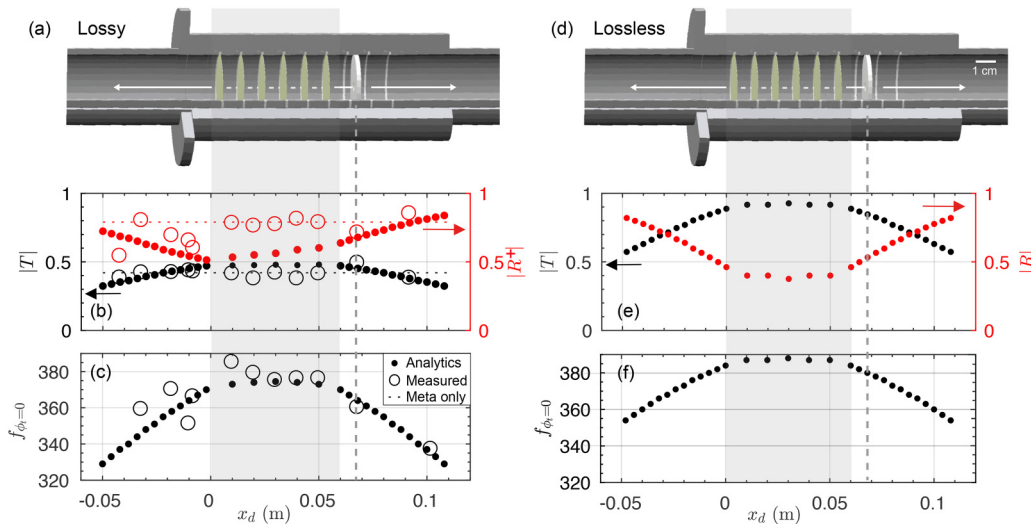 (a) Lossy
(d) Lossless
1 cm
1
0.5
0
|T|
1
0.5
0
|R⁺|
(b)
1
0.5
0
|T|
1
0.5
0
|R|
(e)
380
360
340
320
f_{ϕ_t=0}
(c)
Analytics
Measured
Meta only
-0.05 0 0.05 0.1
x_d (m)
380
360
340
320
f_{ϕ_t=0}
(f)
-0.05 0 0.05 0.1
x_d (m)